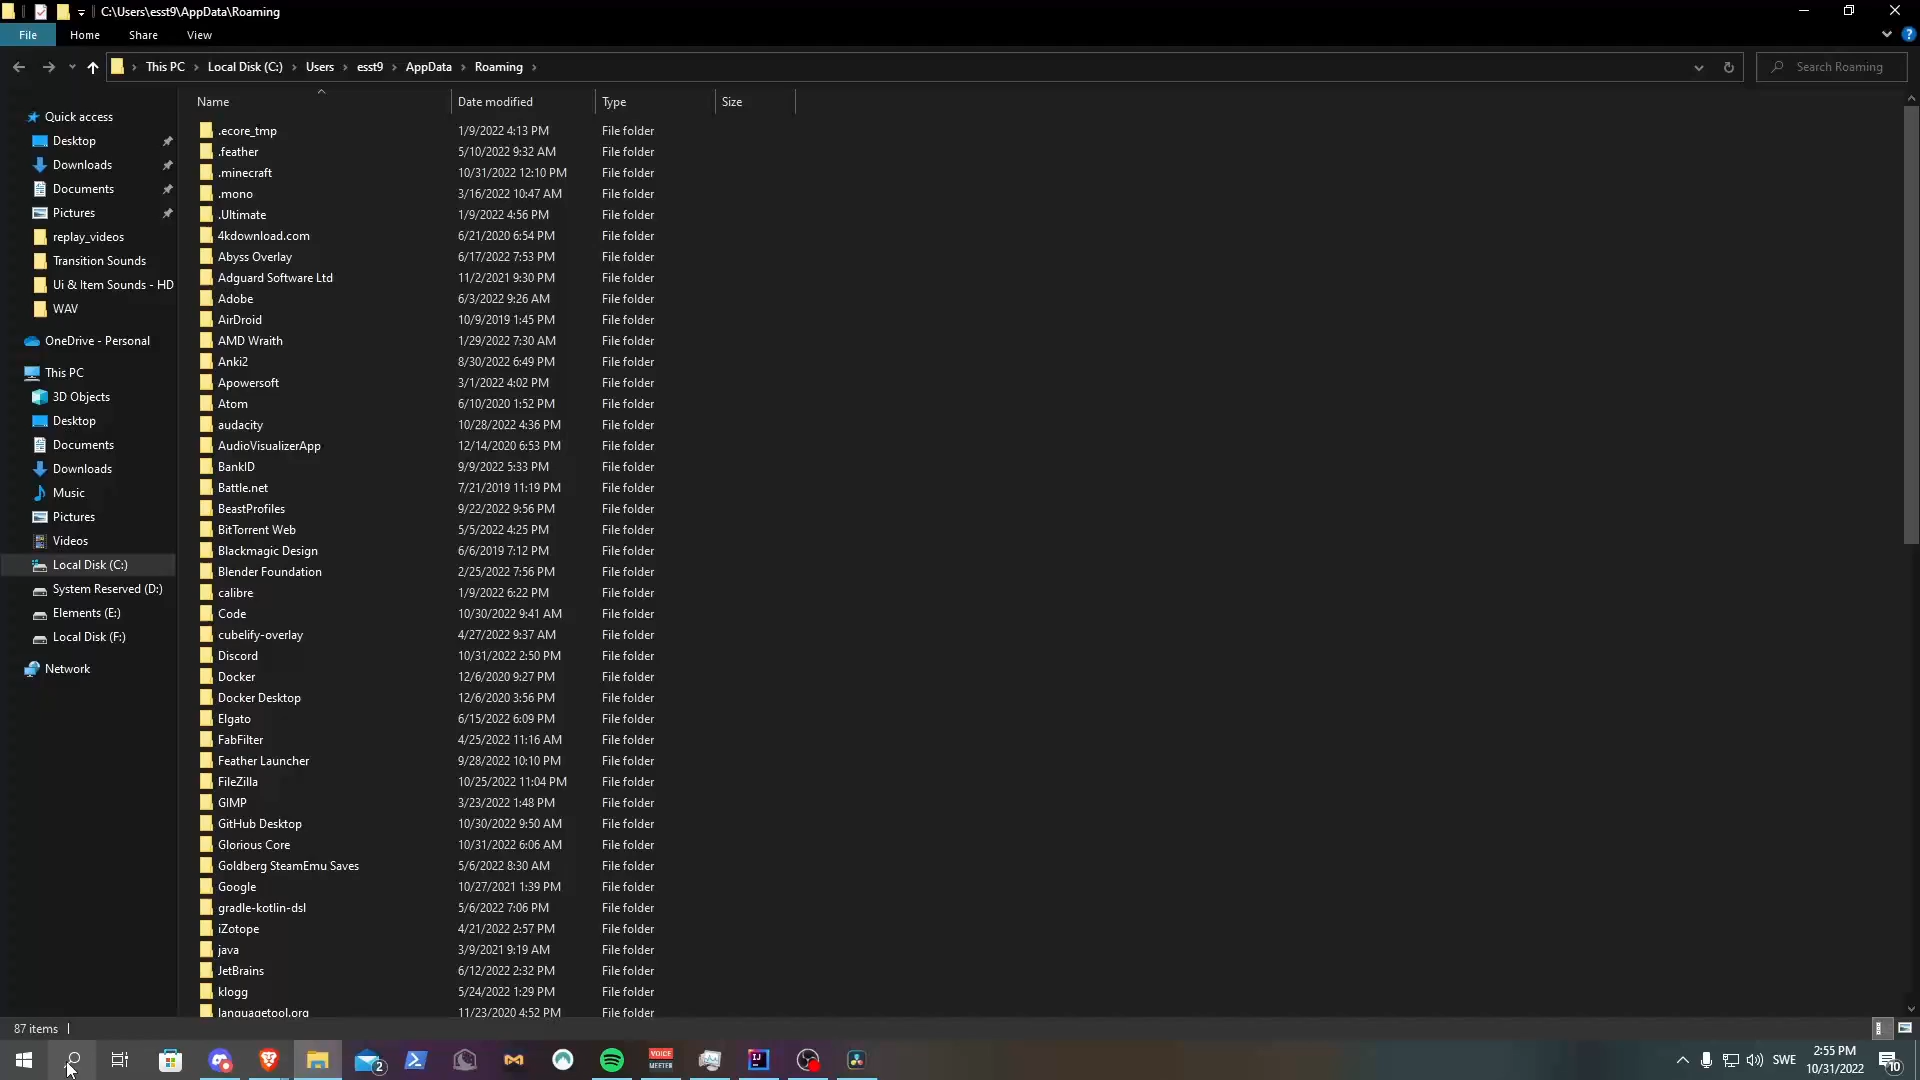 C:\Users\esst9\AppData\Roaming
File Home Share View
This PC Local Disk (C:) Users esst9 AppData Roaming
Search Roaming
Name Date modified Type Size
Quick access
Desktop
Downloads
Documents
Pictures
replay_videos
Transition Sounds
Ui & Item Sounds - HD
WAV
OneDrive - Personal
This PC
3D Objects
Desktop
Documents
Downloads
Music
Pictures
Videos
Local Disk (C:)
System Reserved (D:)
Elements (E:)
Local Disk (F:)
Network
.ecore_tmp 1/9/2022 4:13 PM File folder
.feather 5/10/2022 9:32 AM File folder
.minecraft 10/31/2022 12:10 PM File folder
.mono 3/16/2022 10:47 AM File folder
.Ultimate 1/9/2022 4:56 PM File folder
4kdownload.com 6/21/2020 6:54 PM File folder
Abyss Overlay 6/17/2022 7:53 PM File folder
Adguard Software Ltd 11/2/2021 9:30 PM File folder
Adobe 6/3/2022 9:26 AM File folder
AirDroid 10/9/2019 1:45 PM File folder
AMD Wraith 1/29/2022 7:30 AM File folder
Anki2 8/30/2022 6:49 PM File folder
Apowersoft 3/1/2022 4:02 PM File folder
Atom 6/10/2020 1:52 PM File folder
audacity 10/28/2022 4:36 PM File folder
AudioVisualizerApp 12/14/2020 6:53 PM File folder
BankID 9/9/2022 5:33 PM File folder
Battle.net 7/21/2019 11:19 PM File folder
BeastProfiles 9/22/2022 9:56 PM File folder
BitTorrent Web 5/5/2022 4:25 PM File folder
Blackmagic Design 6/6/2019 7:12 PM File folder
Blender Foundation 2/25/2022 7:56 PM File folder
calibre 1/9/2022 6:22 PM File folder
Code 10/30/2022 9:41 AM File folder
cubelify-overlay 4/27/2022 9:37 AM File folder
Discord 10/31/2022 2:50 PM File folder
Docker 12/6/2020 9:27 PM File folder
Docker Desktop 12/6/2020 3:56 PM File folder
Elgato 6/15/2022 6:09 PM File folder
FabFilter 4/25/2022 11:16 AM File folder
Feather Launcher 9/28/2022 10:10 PM File folder
FileZilla 10/25/2022 11:04 PM File folder
GIMP 3/23/2022 1:48 PM File folder
GitHub Desktop 10/30/2022 9:50 AM File folder
Glorious Core 10/31/2022 6:06 AM File folder
Goldberg SteamEmu Saves 5/6/2022 8:30 AM File folder
Google 10/27/2021 1:39 PM File folder
gradle-kotlin-dsl 5/6/2022 7:06 PM File folder
iZotope 4/21/2022 2:57 PM File folder
java 3/9/2021 9:19 AM File folder
JetBrains 6/12/2022 2:32 PM File folder
klogg 5/24/2022 1:29 PM File folder
languagetool.org 11/23/2020 4:52 PM File folder
87 items
2
VOICE
MEETER
IJ
SWE
2:55 PM
10/31/2022
10